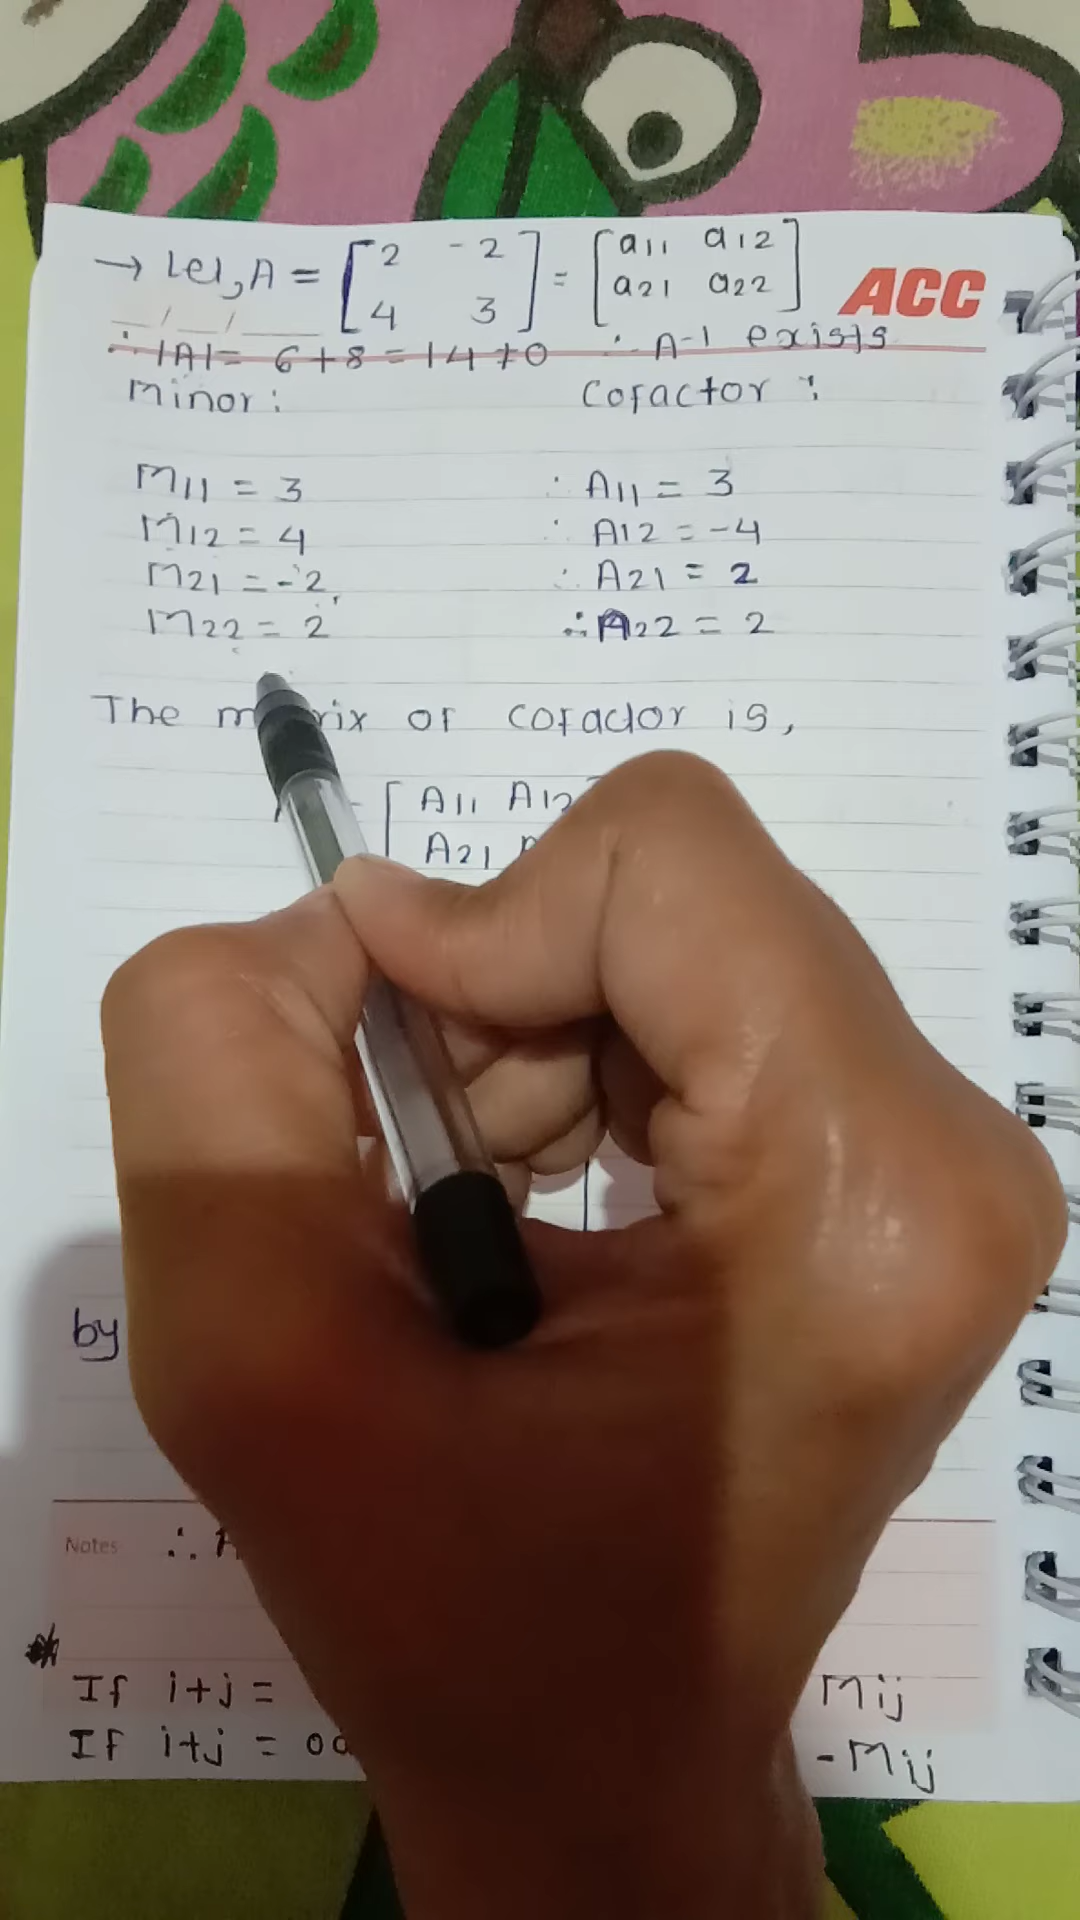 → Let, A = [2 -2 = [a11 a12
4 3] a21 a22]
ACC
∴ |A| = 6+8 = 14 ≠ 0 ∴ A-1 exists
Minor: Cofactor:
M11 = 3 ∴ A11 = 3
M12 = 4 ∴ A12 = -4
M21 = -2 ∴ A21 = 2
M22 = 2 ∴ A22 = 2
The of cofactor is,
[A11 A12
A21
by
Notes ∴
If i+j = Mij
If i+j = -Mij